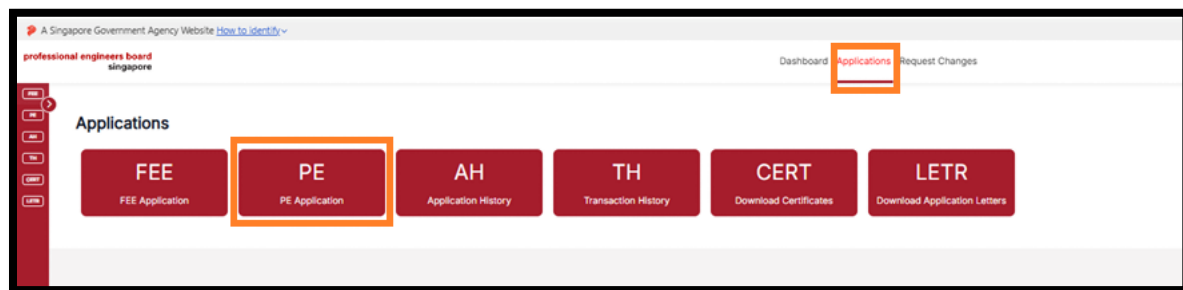 A Singapore Government Agency Website How to identify
professional engineers board
singapore
Dashboard Applications Request Changes
FEE
PE
AH
TH
CERT
LETR
Applications
FEE PE AH TH CERT LETR
FEE Application PE Application Application History Transaction History Download Certificates Download Application Letters